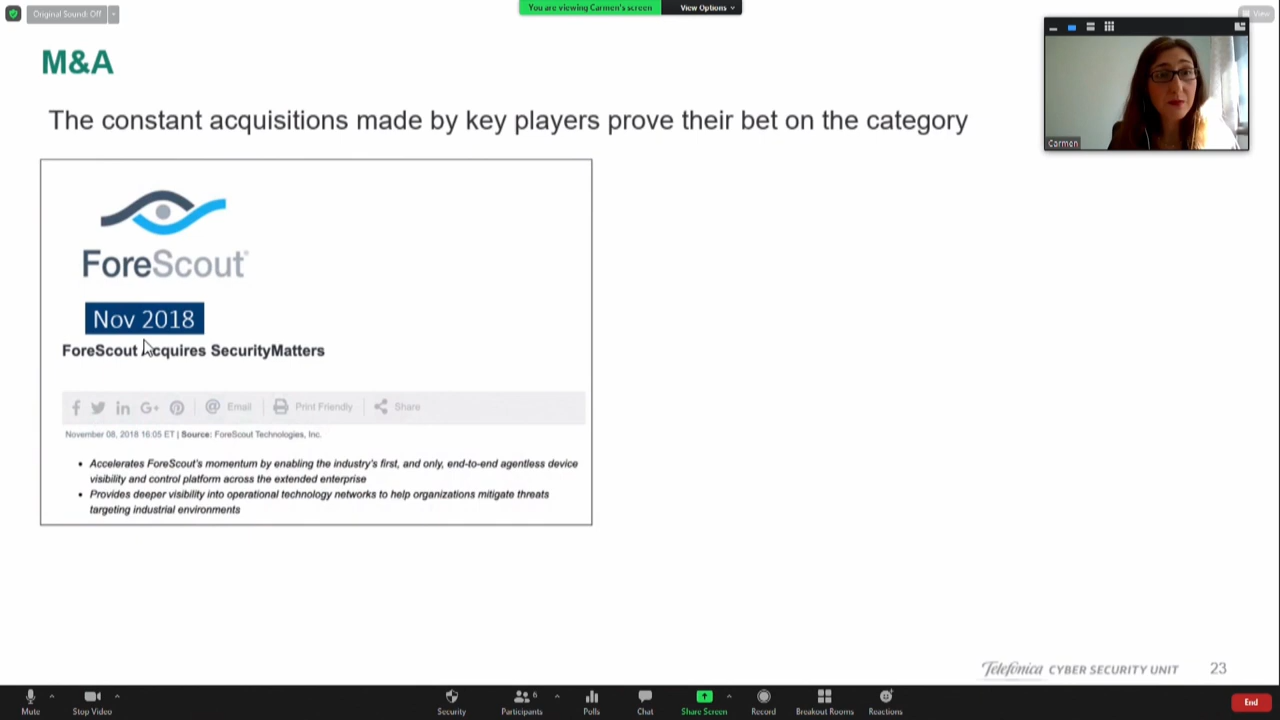 Original Sound: Off
You are viewing Carmen's screen
View Options
View
M&A
The constant acquisitions made by key players prove their bet on the category
Carmen
ForeScout
Nov 2018
ForeScout Acquires SecurityMatters
Email
Print Friendly
Share
November 08, 2018 16:05 ET | Source: ForeScout Technologies, Inc.
• Accelerates ForeScout's momentum by enabling the industry's first, and only, end-to-end agentless device
visibility and control platform across the extended enterprise
• Provides deeper visibility into operational technology networks to help organizations mitigate threats
targeting industrial environments
Telefónica CYBER SECURITY UNIT 23
Mute
Stop Video
Security
Participants 6
Polls
Chat
Share Screen
Record
Breakout Rooms
Reactions
End